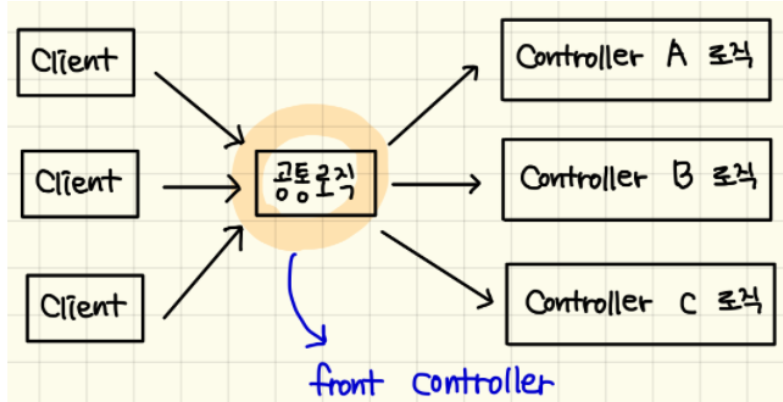 Client
Controller A 로직
Client
공통로직
Controller B 로직
Client
Controller C 로직
front controller